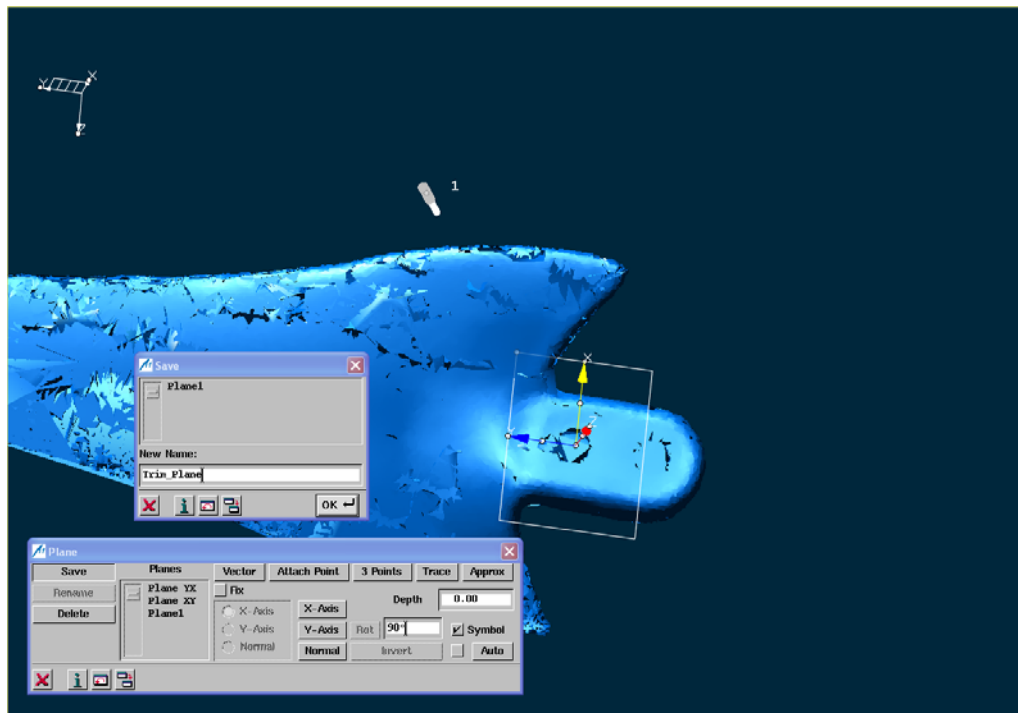 Y X
Z
1
Save
Plane1
X
Z
New Name:
Trim_Plane
OK
Plane
Save Planes Vector Attach Point 3 Points Trace Approx
Rename Plane YX Fix Depth 0.00
Delete Plane XY X-Axis X-Axis
Plane1 Y-Axis Y-Axis Rot 90° Symbol
Normal Normal Invert Auto